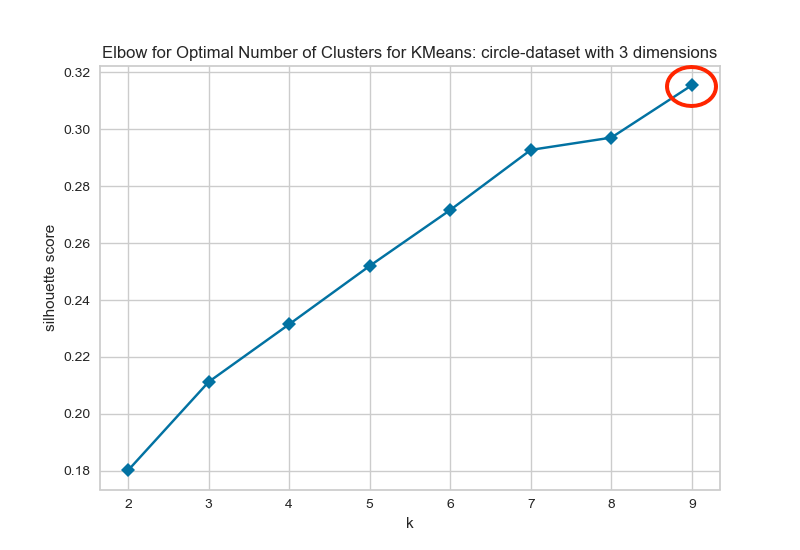 Elbow for Optimal Number of Clusters for KMeans: circle-dataset with 3 dimensions
0.32
0.30
0.28
0.26
0.24
0.22
0.20
0.18
silhouette score
2 3 4 5 6 7 8 9
k